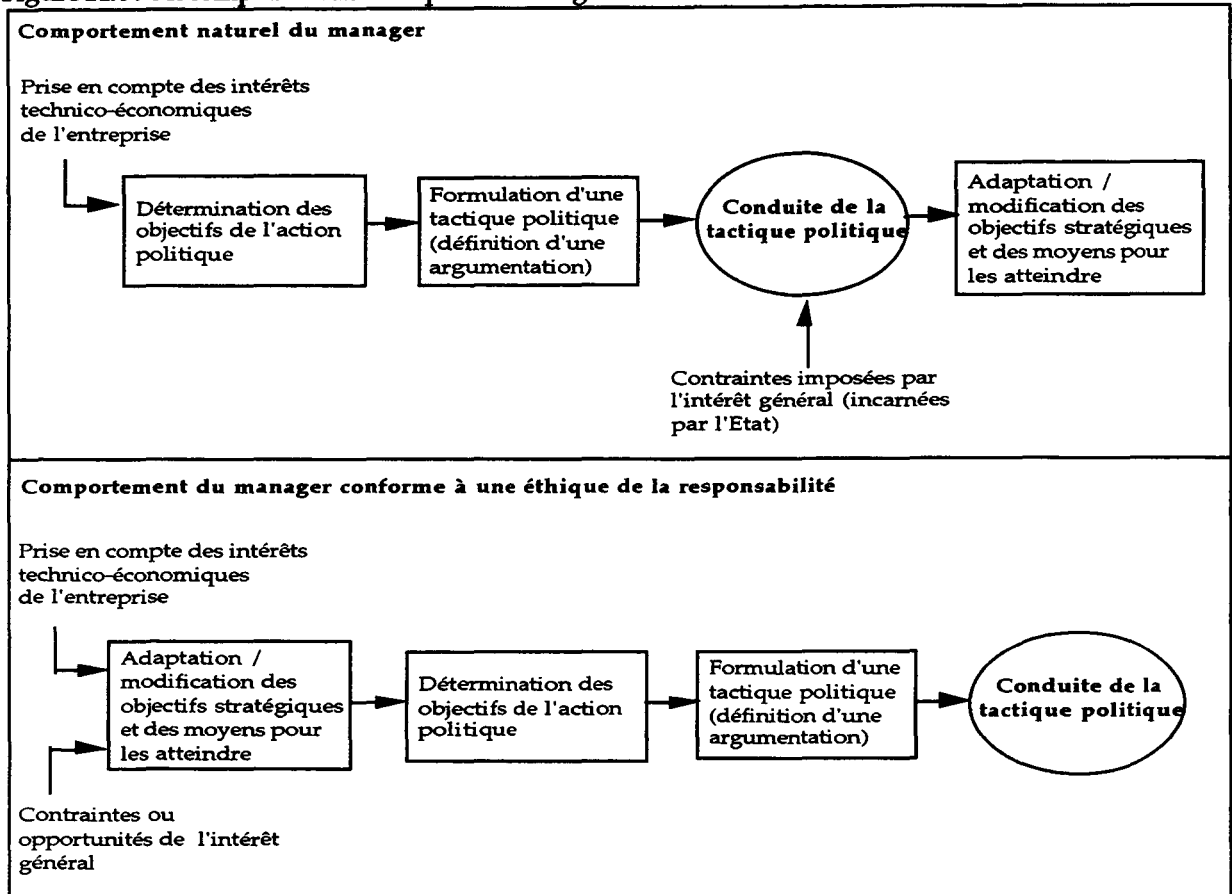 Comportement naturel du manager
Prise en compte des intérêts
technico-économiques
de l'entreprise
Détermination des
objectifs de l'action
politique
Formulation d'une
tactique politique
(définition d'une
argumentation)
Conduite de la
tactique politique
Adaptation /
modification des
objectifs stratégiques
et des moyens pour
les atteindre
Contraintes imposées par
l'intérêt général (incarnées
par l'Etat)
Comportement du manager conforme à une éthique de la responsabilité
Prise en compte des intérêts
technico-économiques
de l'entreprise
Adaptation /
modification des
objectifs stratégiques
et des moyens pour
les atteindre
Détermination des
objectifs de l'action
politique
Formulation d'une
tactique politique
(définition d'une
argumentation)
Conduite de la
tactique politique
Contraintes ou
opportunités de l'intérêt
général